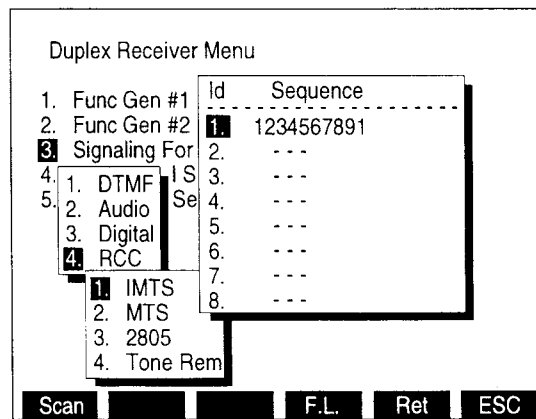 Duplex Receiver Menu
1. Func Gen #1
2. Func Gen #2
3. Signaling For
4. I S
5. Se
1. DTMF
2. Audio
3. Digital
4. RCC
1. IMTS
2. MTS
3. 2805
4. Tone Rem
Id Sequence
1. 1234567891
2. - - -
3. - - -
4. - - -
5. - - -
6. - - -
7. - - -
8. - - -
Scan F.L. Ret ESC